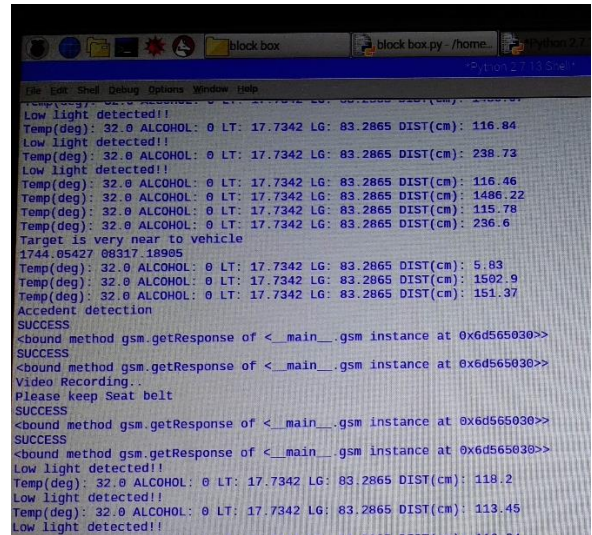 block box
block box.py - /home...
*Python 2.7
*Python 2.7.13 Shell*
File Edit Shell Debug Options Window Help
Low light detected!!
Temp(deg): 32.0 ALCOHOL: 0 LT: 17.7342 LG: 83.2865 DIST(cm): 116.84
Low light detected!!
Temp(deg): 32.0 ALCOHOL: 0 LT: 17.7342 LG: 83.2865 DIST(cm): 238.73
Low light detected!!
Temp(deg): 32.0 ALCOHOL: 0 LT: 17.7342 LG: 83.2865 DIST(cm): 116.46
Temp(deg): 32.0 ALCOHOL: 0 LT: 17.7342 LG: 83.2865 DIST(cm): 1486.22
Temp(deg): 32.0 ALCOHOL: 0 LT: 17.7342 LG: 83.2865 DIST(cm): 115.78
Temp(deg): 32.0 ALCOHOL: 0 LT: 17.7342 LG: 83.2865 DIST(cm): 236.6
Target is very near to vehicle
1744.05427 08317.18905
Temp(deg): 32.0 ALCOHOL: 0 LT: 17.7342 LG: 83.2865 DIST(cm): 5.83
Temp(deg): 32.0 ALCOHOL: 0 LT: 17.7342 LG: 83.2865 DIST(cm): 1502.9
Temp(deg): 32.0 ALCOHOL: 0 LT: 17.7342 LG: 83.2865 DIST(cm): 151.37
Accedent detection
SUCCESS
<bound method gsm.getResponse of <__main__.gsm instance at 0x6d565030>>
SUCCESS
<bound method gsm.getResponse of <__main__.gsm instance at 0x6d565030>>
Video Recording..
Please keep Seat belt
SUCCESS
<bound method gsm.getResponse of <__main__.gsm instance at 0x6d565030>>
SUCCESS
<bound method gsm.getResponse of <__main__.gsm instance at 0x6d565030>>
Low light detected!!
Temp(deg): 32.0 ALCOHOL: 0 LT: 17.7342 LG: 83.2865 DIST(cm): 118.2
Low light detected!!
Temp(deg): 32.0 ALCOHOL: 0 LT: 17.7342 LG: 83.2865 DIST(cm): 113.45
Low light detected!!